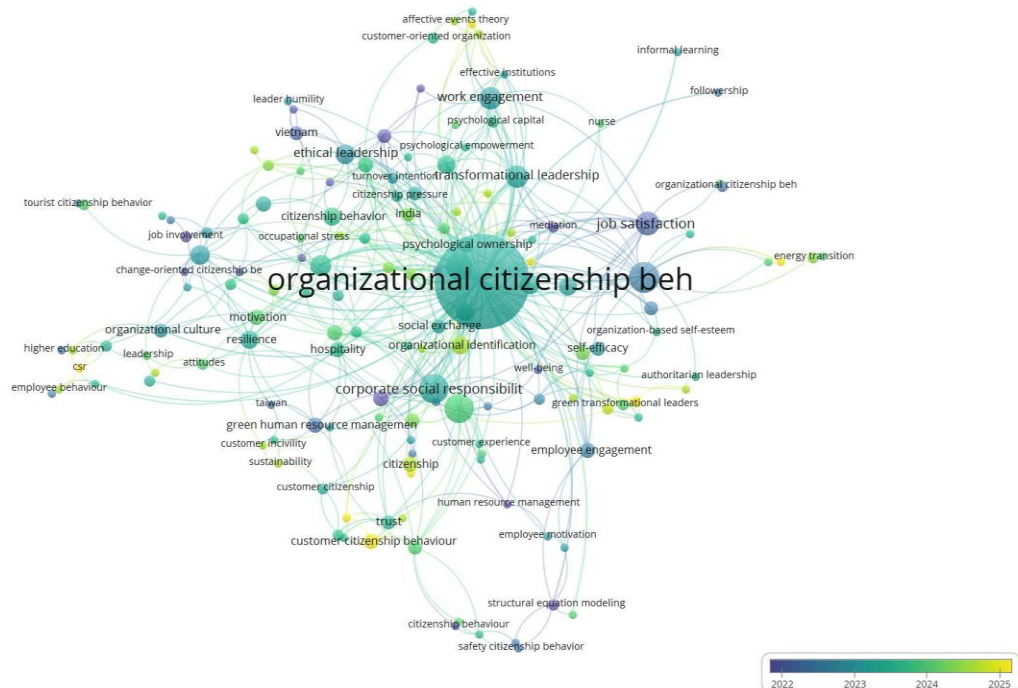 affective events theory
customer-oriented organization
informal learning
effective institutions
followership
leader humility
work engagement
psychological capital
nurse
vietnam
ethical leadership
psychological empowerment
turnover intention
transformational leadership
citizenship pressure
organizational citizenship beh
tourist citizenship behavior
citizenship behavior
india
job satisfaction
mediation
job involvement
occupational stress
psychological ownership
energy transition
change-oriented citizenship be
organizational citizenship beh
motivation
organizational culture
social exchange
organization-based self-esteem
resilience
higher education
leadership
hospitality
organizational identification
self-efficacy
csr
attitudes
well-being
authoritarian leadership
employee behaviour
corporate social responsibilit
taiwan
green transformational leaders
green human resource managemen
customer incivility
customer experience
employee engagement
sustainability
citizenship
customer citizenship
human resource management
trust
employee motivation
customer citizenship behaviour
structural equation modeling
citizenship behaviour
safety citizenship behavior
2022 2023 2024 2025